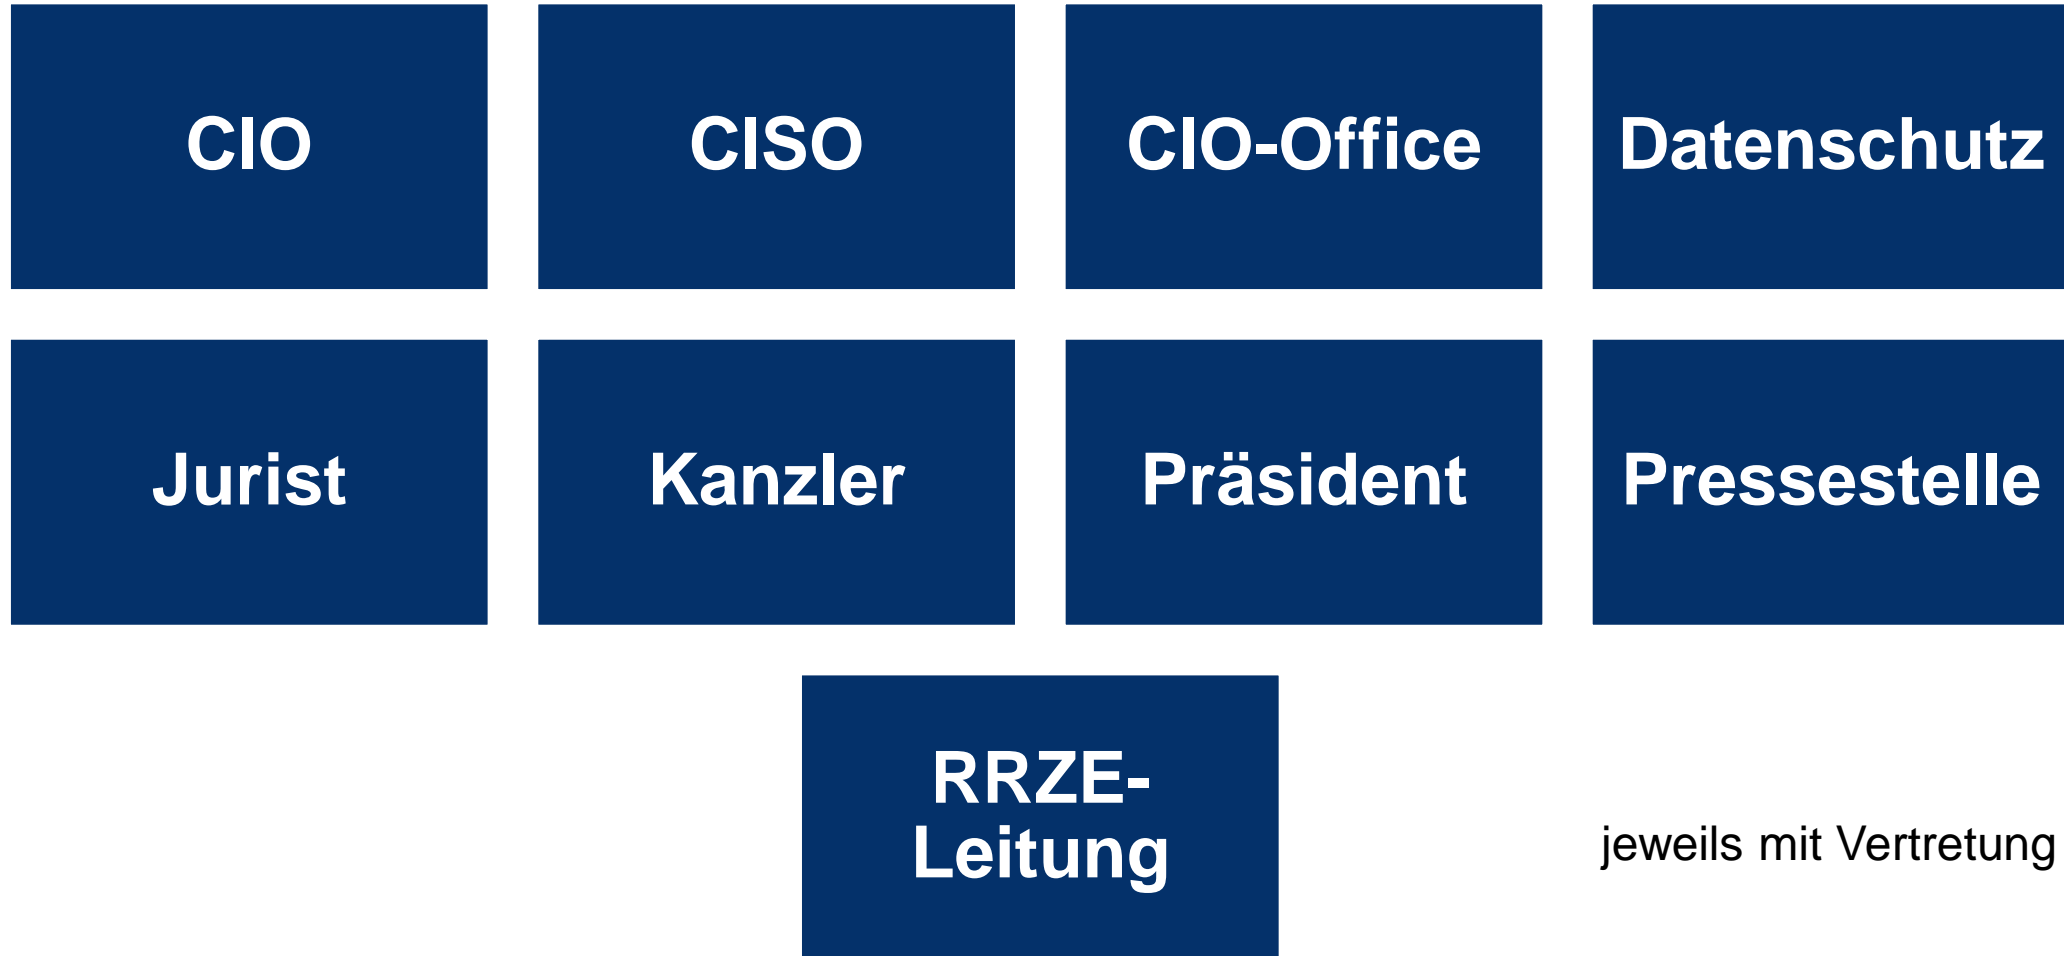 CIO
CISO
CIO-Office
Datenschutz
Jurist
Kanzler
Präsident
Pressestelle
RRZE-
Leitung
jeweils mit Vertretung